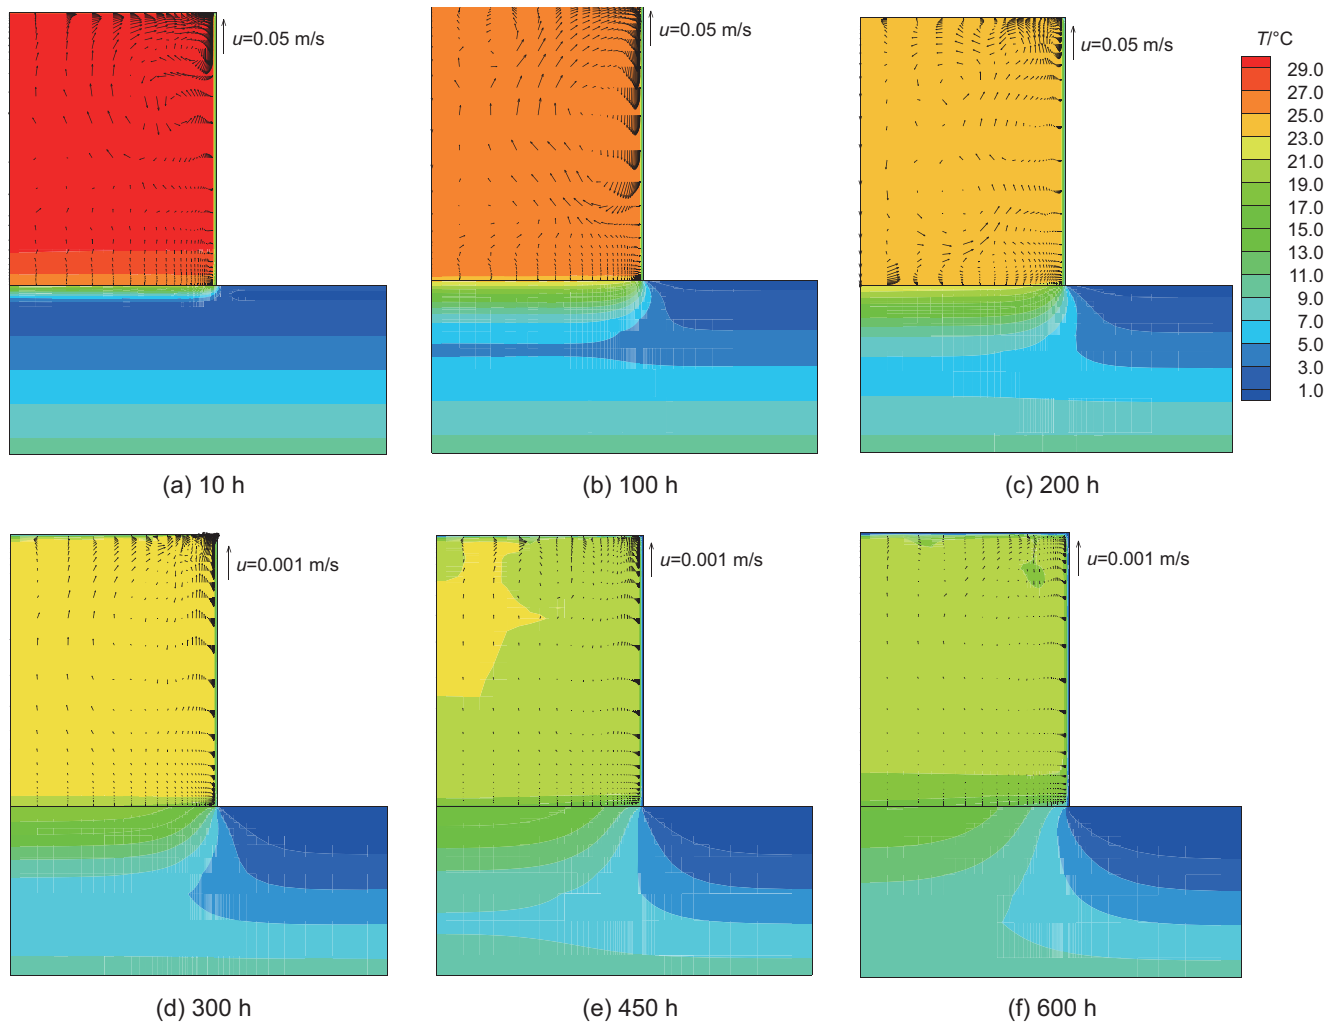 u=0.05 m/s
u=0.05 m/s
u=0.05 m/s
T/°C
29.0
27.0
25.0
23.0
21.0
19.0
17.0
15.0
13.0
11.0
9.0
7.0
5.0
3.0
1.0
(a) 10 h
(b) 100 h
(c) 200 h
u=0.001 m/s
u=0.001 m/s
u=0.001 m/s
(d) 300 h
(e) 450 h
(f) 600 h